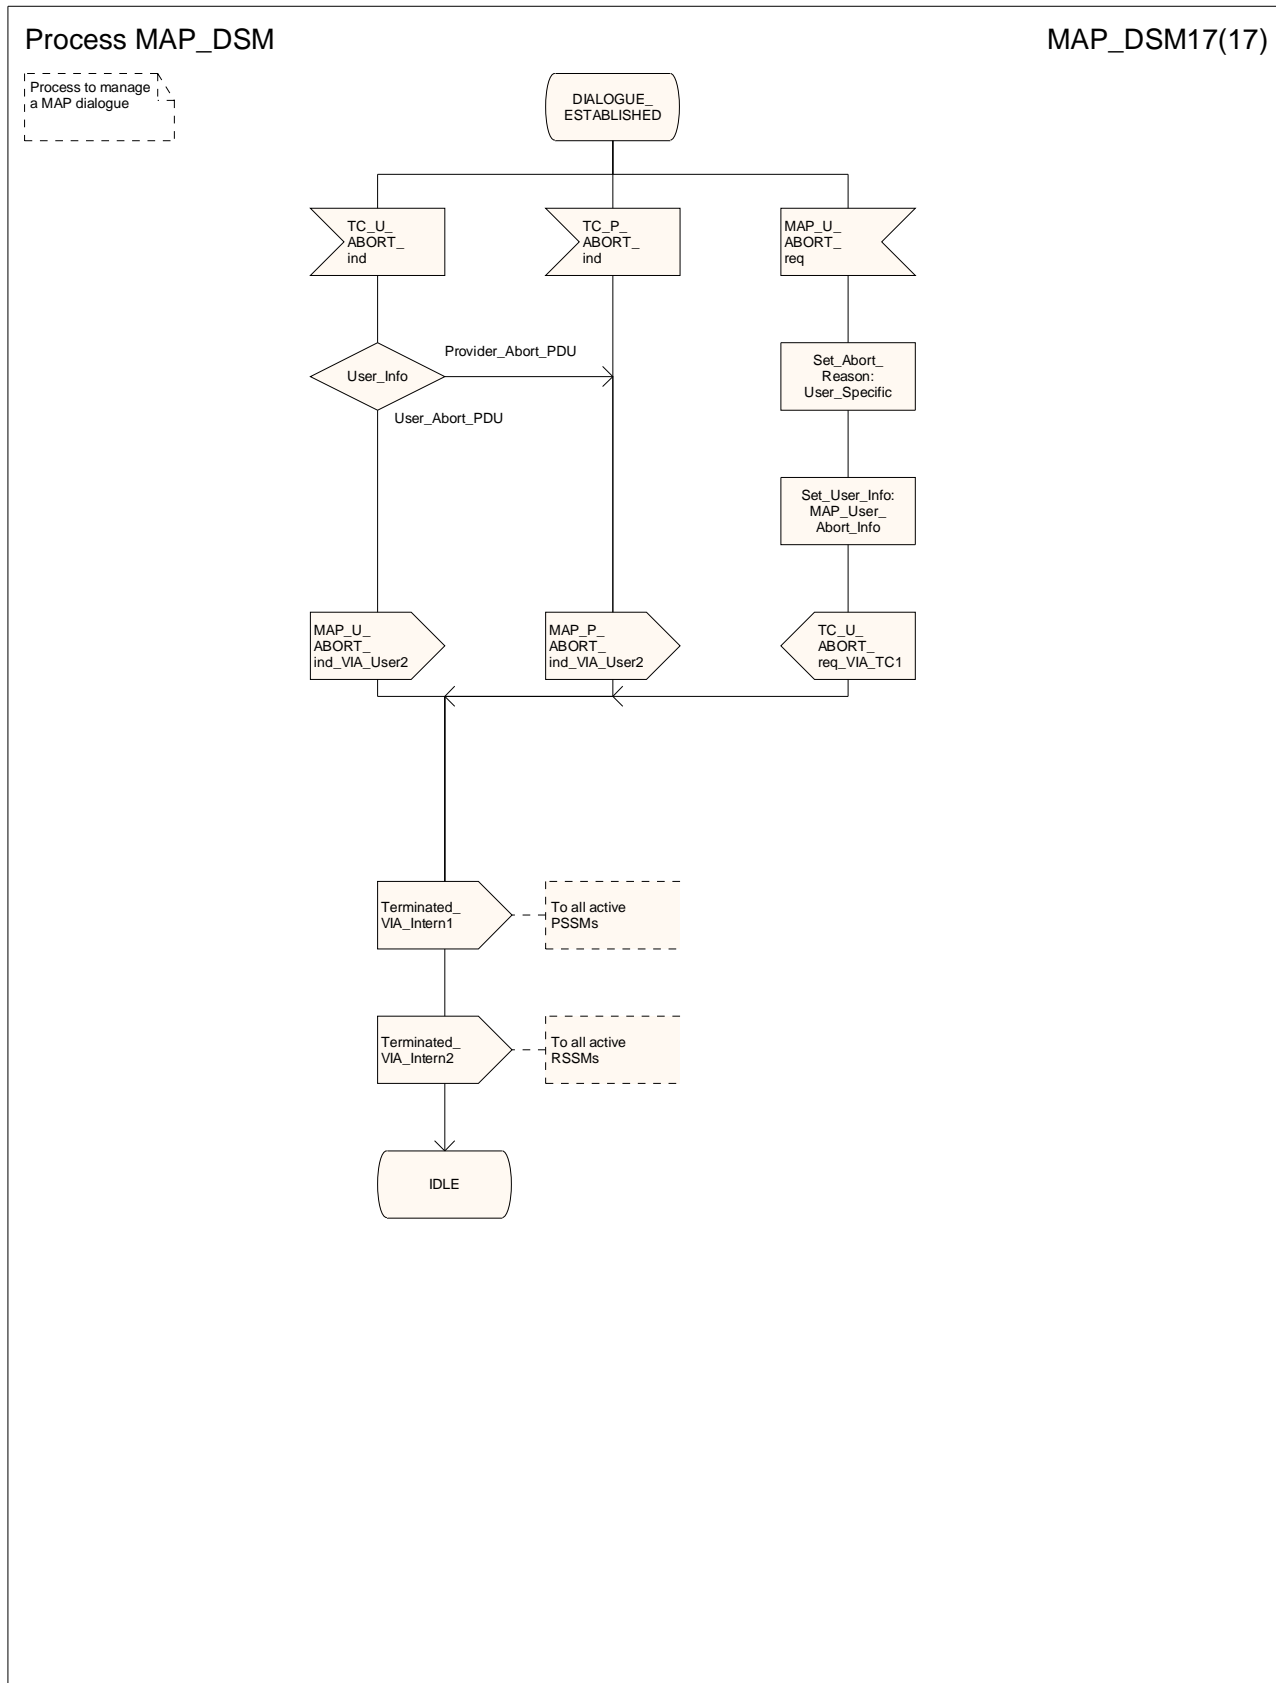 Process MAP_DSM
MAP_DSM17(17)
Process to manage
a MAP dialogue
DIALOGUE_
ESTABLISHED
TC_U_
ABORT_
ind
TC_P_
ABORT_
ind
MAP_U_
ABORT_
req
User_Info
Provider_Abort_PDU
User_Abort_PDU
Set_Abort_
Reason:
User_Specific
Set_User_Info:
MAP_User_
Abort_Info
MAP_U_
ABORT_
ind_VIA_User2
MAP_P_
ABORT_
ind_VIA_User2
TC_U_
ABORT_
req_VIA_TC1
Terminated_
VIA_Intern1
To all active
PSSMs
Terminated_
VIA_Intern2
To all active
RSSMs
IDLE